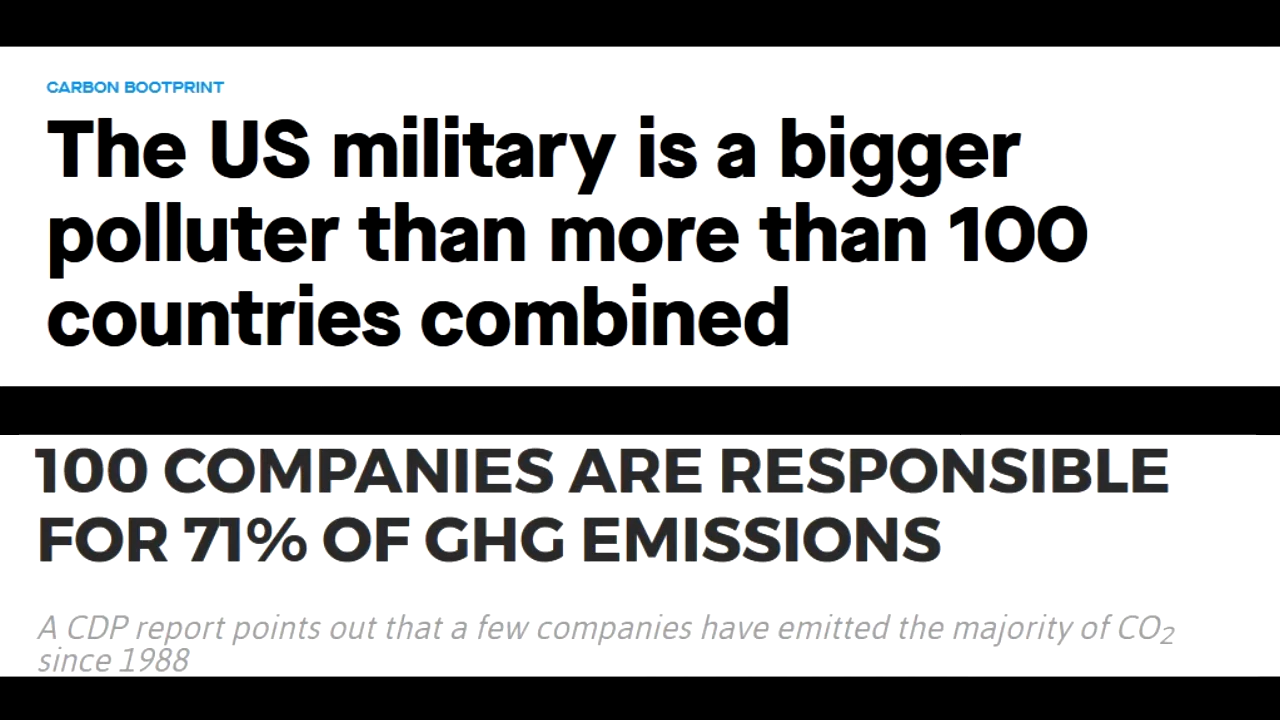 CARBON BOOTPRINT
The US military is a bigger
polluter than more than 100
countries combined
100 COMPANIES ARE RESPONSIBLE
FOR 71% OF GHG EMISSIONS
A CDP report points out that a few companies have emitted the majority of CO₂
since 1988